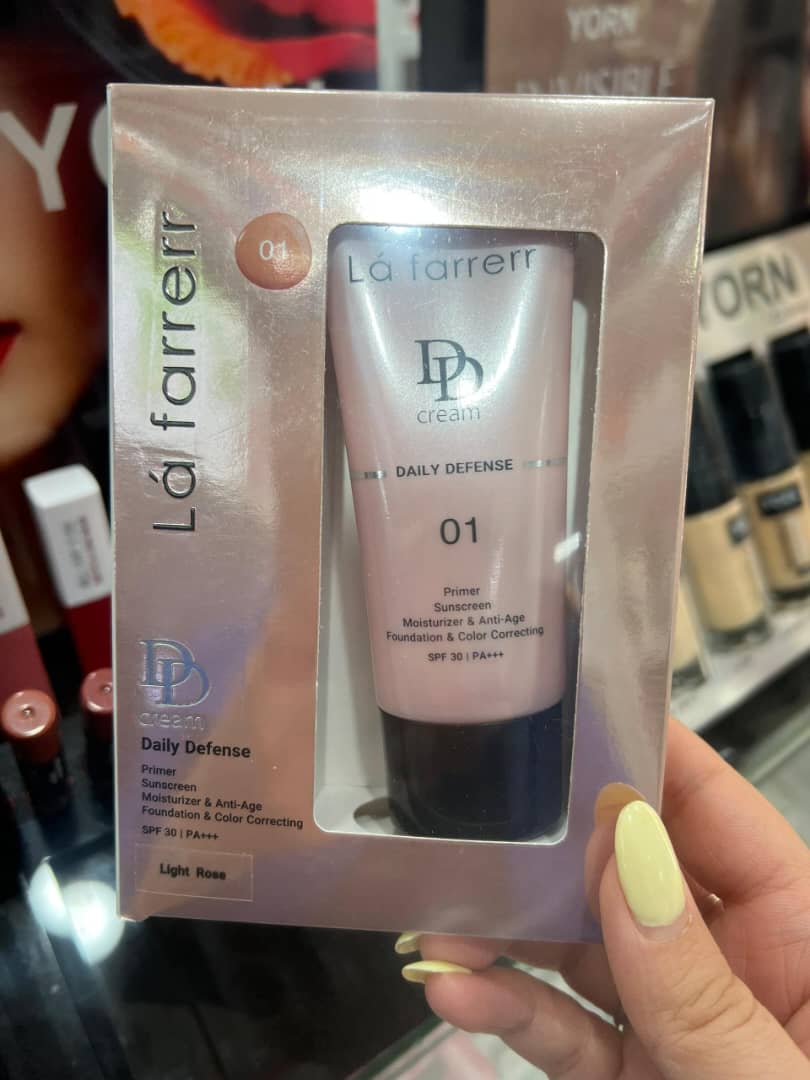 YORN
INVISIBLE
YO
Lá farrerr
01
DD
cream
Daily Defense
Primer
Sunscreen
Moisturizer & Anti-Age
Foundation & Color Correcting
SPF 30 | PA+++
Light Rose
Lá farrerr
DD
cream
DAILY DEFENSE
01
Primer
Sunscreen
Moisturizer & Anti-Age
Foundation & Color Correcting
SPF 30 | PA+++
YORN